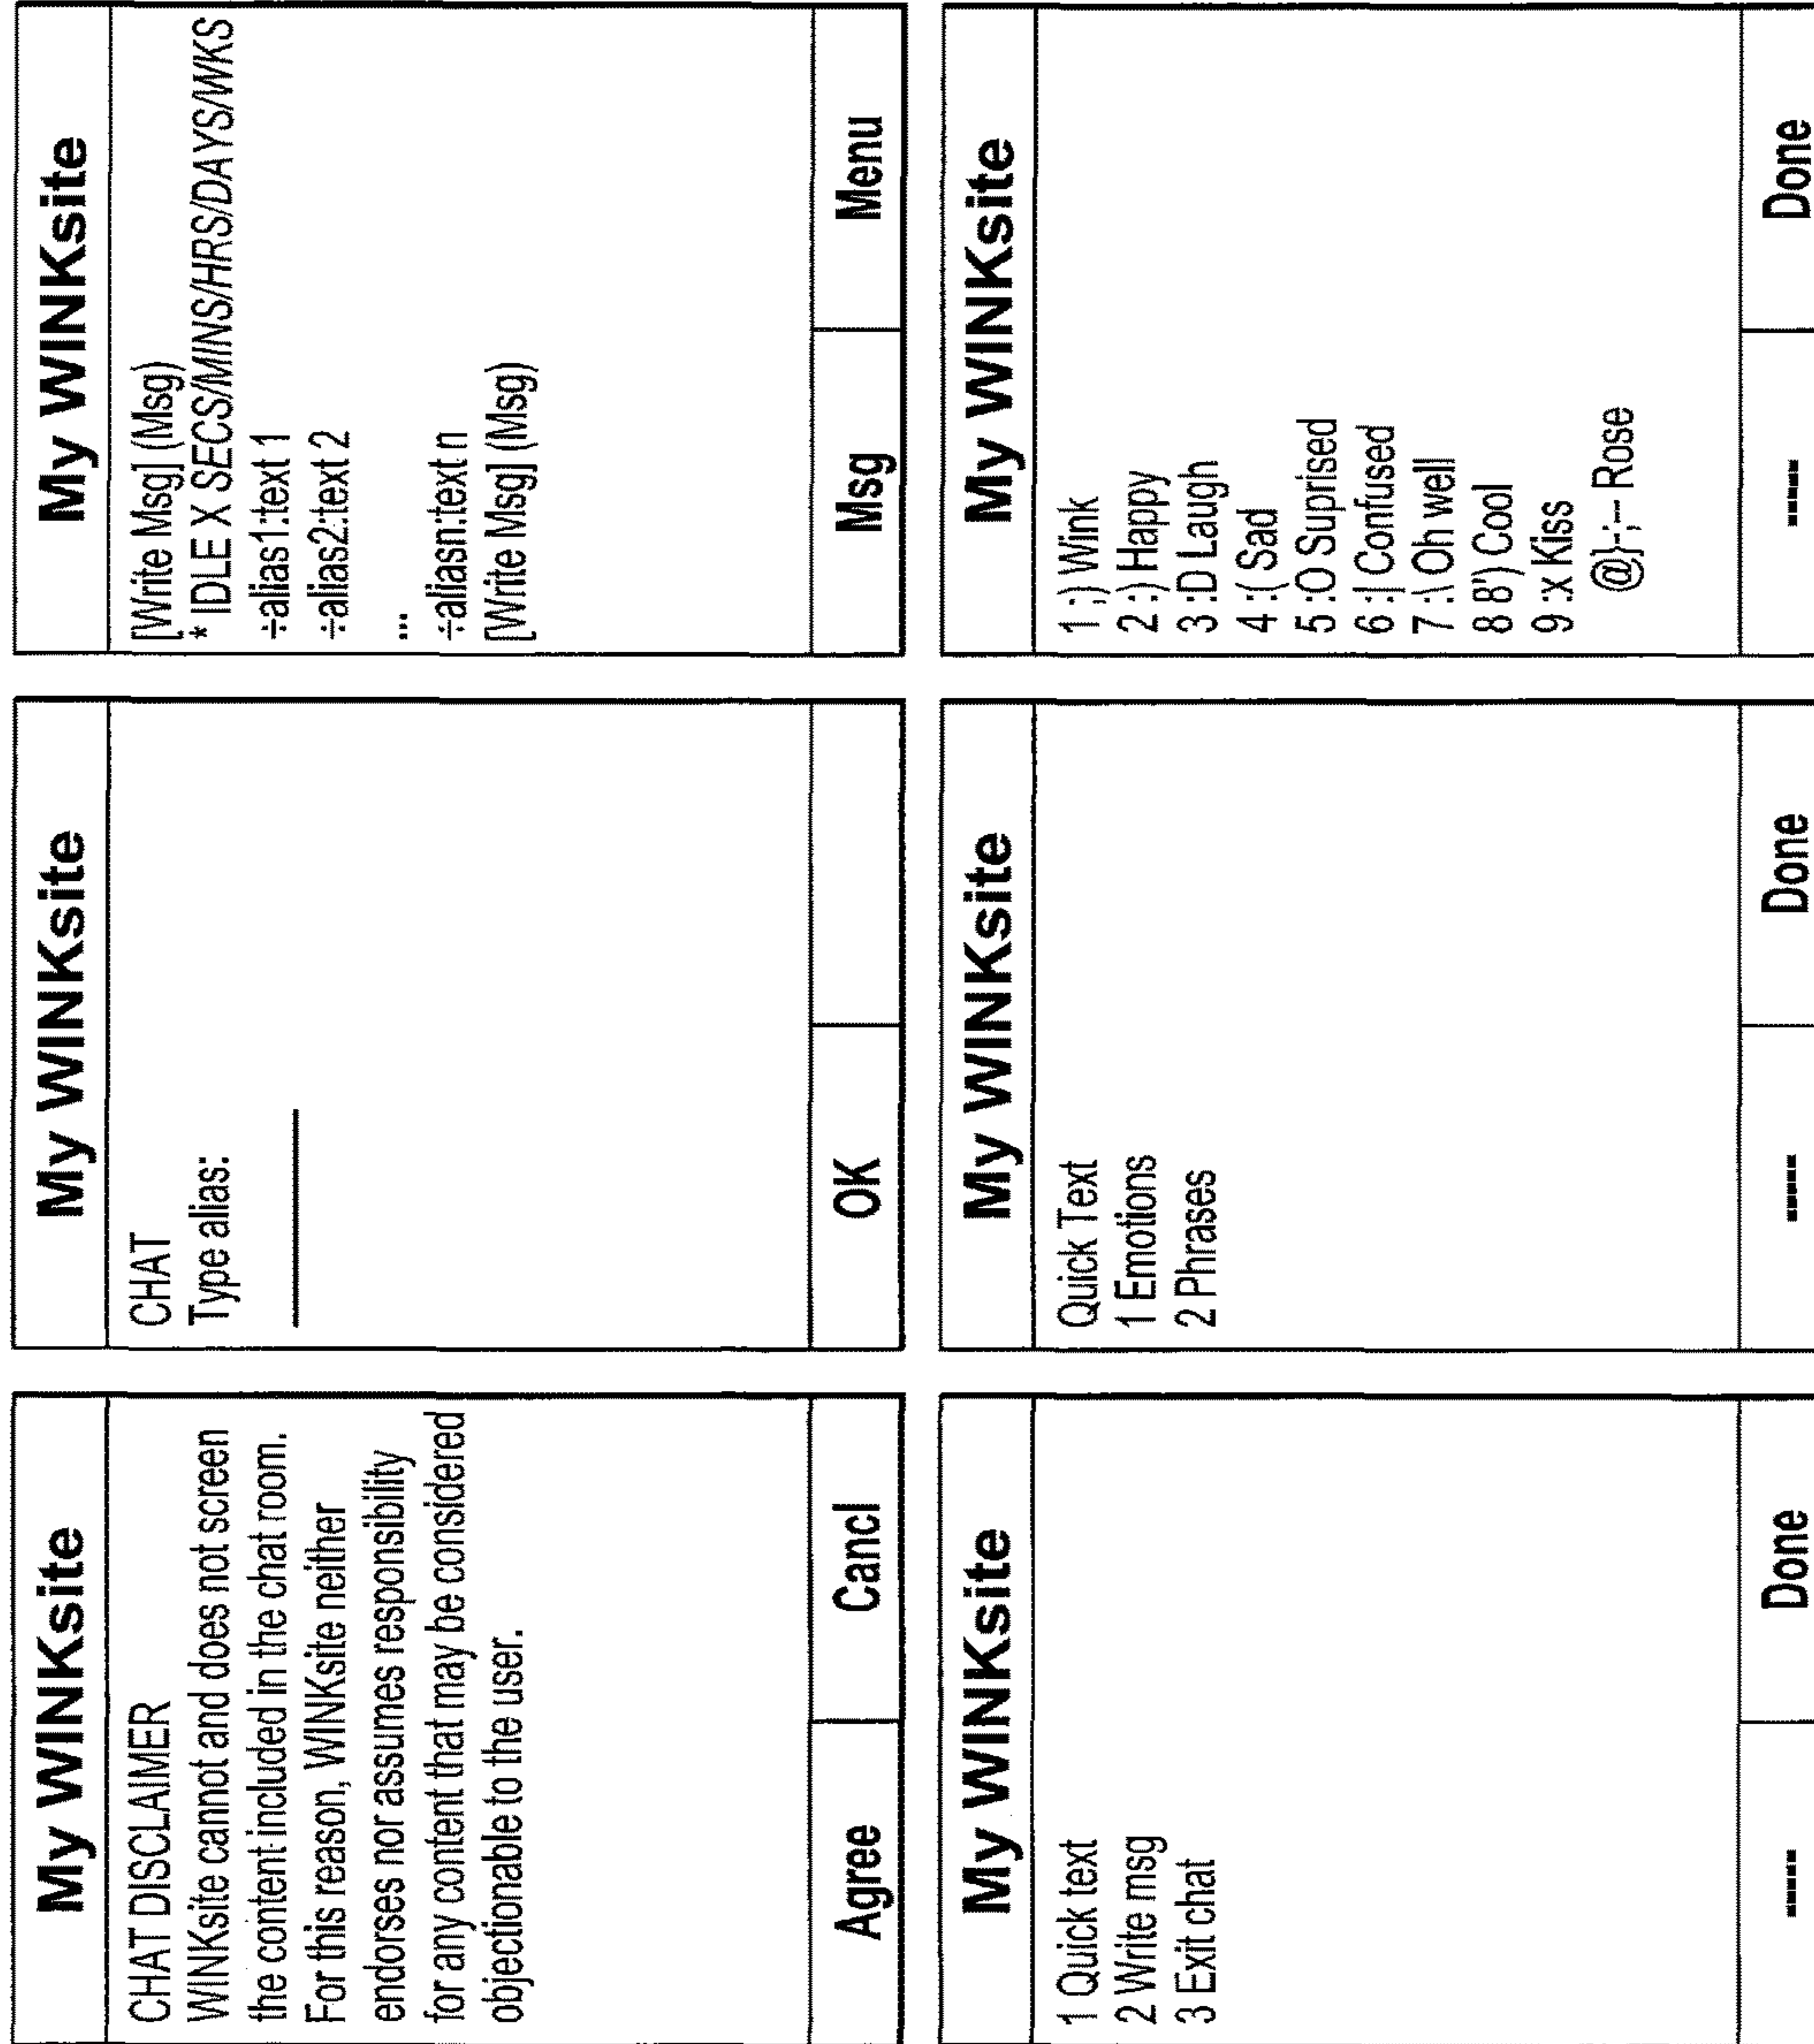 My WINKsite
CHAT DISCLAIMER
WINKsite cannot and does not screen
the content included in the chat room.
For this reason, WINKsite neither
endorses nor assumes responsibility
for any content that may be considered
objectionable to the user.
Agree Cancl
My WINKsite
CHAT
Type alias:
OK
My WINKsite
[Write Msg] (Msg)
* IDLE X SECS/MINS/HRS/DAYS/WKS
÷alias1:text 1
÷alias2:text 2
...
÷aliasn:text n
[Write Msg] (Msg)
Msg Menu
My WINKsite
1 Quick text
2 Write msg
3 Exit chat
---- Done
My WINKsite
Quick Text
1 Emotions
2 Phrases
---- Done
My WINKsite
1 ;) Wink
2 :) Happy
3 :D Laugh
4 :( Sad
5 :O Suprised
6 :| Confused
7 :\ Oh well
8 8") Cool
9 :x Kiss
@}-;-- Rose
---- Done